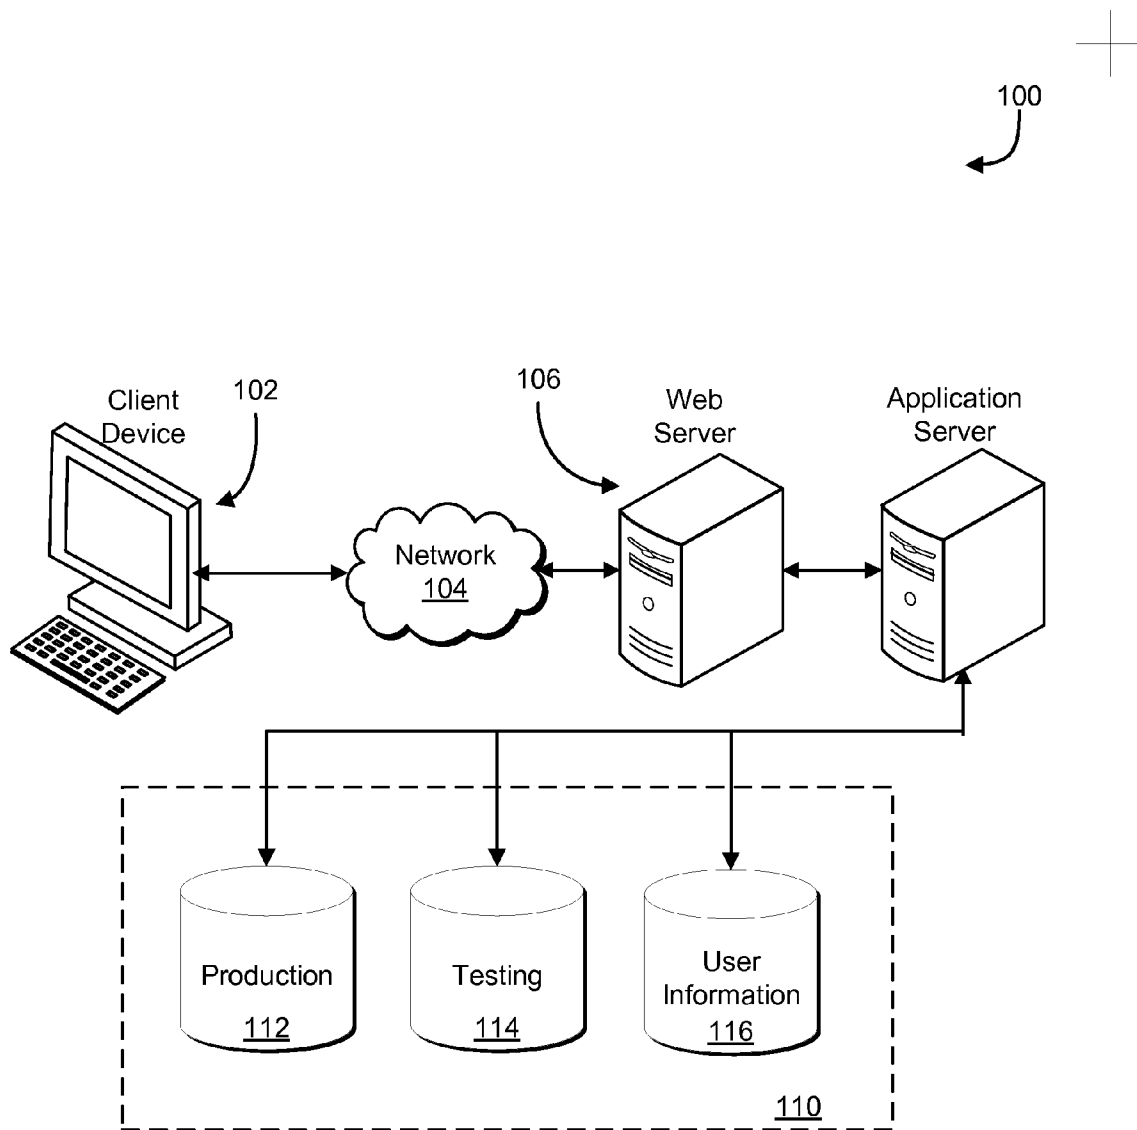 100
Client
Device
102
106
Web
Server
Application
Server
Network
104
Production
112
Testing
114
User
Information
116
110